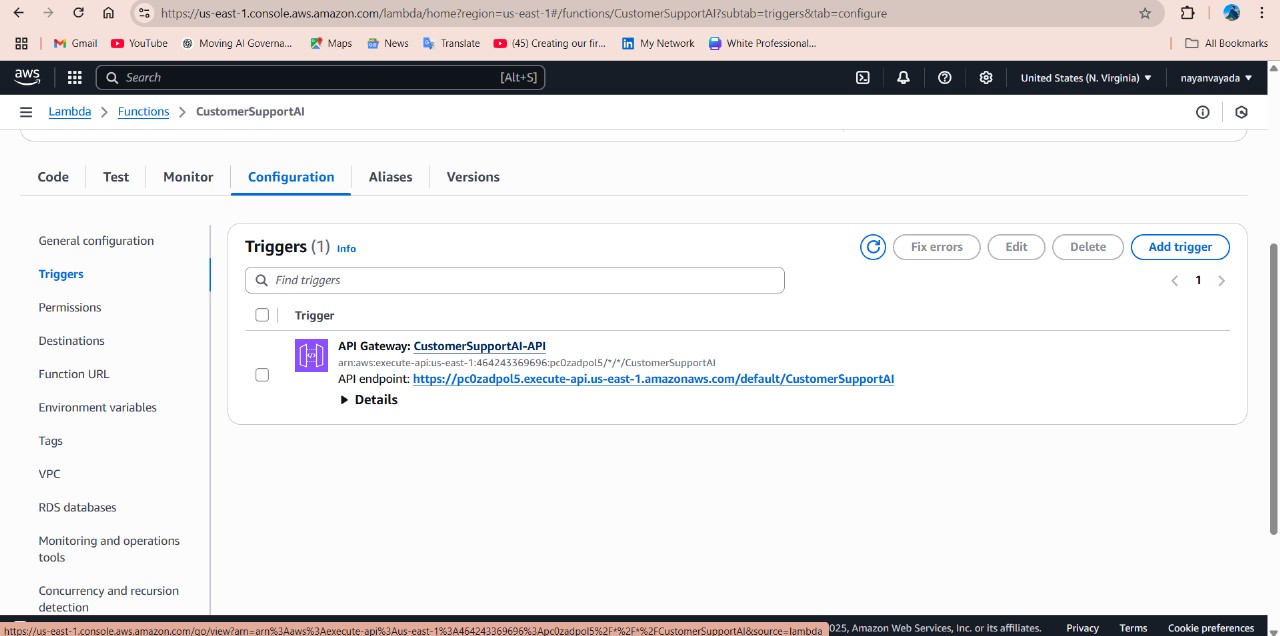 https://us-east-1.console.aws.amazon.com/lambda/home?region=us-east-1#/functions/CustomerSupportAI?subtab=triggers&tab=configure
Gmail YouTube Moving AI Governa... Maps News Translate (45) Creating our fir... My Network White Professional... All Bookmarks
aws Search [Alt+S] United States (N. Virginia) nayanvayada
Lambda Functions CustomerSupportAI
Code Test Monitor Configuration Aliases Versions
General configuration
Triggers
Permissions
Destinations
Function URL
Environment variables
Tags
VPC
RDS databases
Monitoring and operations
tools
Concurrency and recursion
detection
Triggers (1) Info Fix errors Edit Delete Add trigger
Find triggers 1
Trigger
API Gateway: CustomerSupportAI-API
arn:aws:execute-api:us-east-1:464243369696:pc0zadpol5/*/*/CustomerSupportAI
API endpoint: https://pc0zadpol5.execute-api.us-east-1.amazonaws.com/default/CustomerSupportAI
Details
https://us-east-1.console.aws.amazon.com/go/view?arn=arn%3Aaws%3Aexecute-api%3Aus-east-1%3A464243369696%3Apc0zadpol5%2F*%2F*%2FCustomerSupportAI&source=lambda 025, Amazon Web Services, Inc. or its affiliates. Privacy Terms Cookie preferences